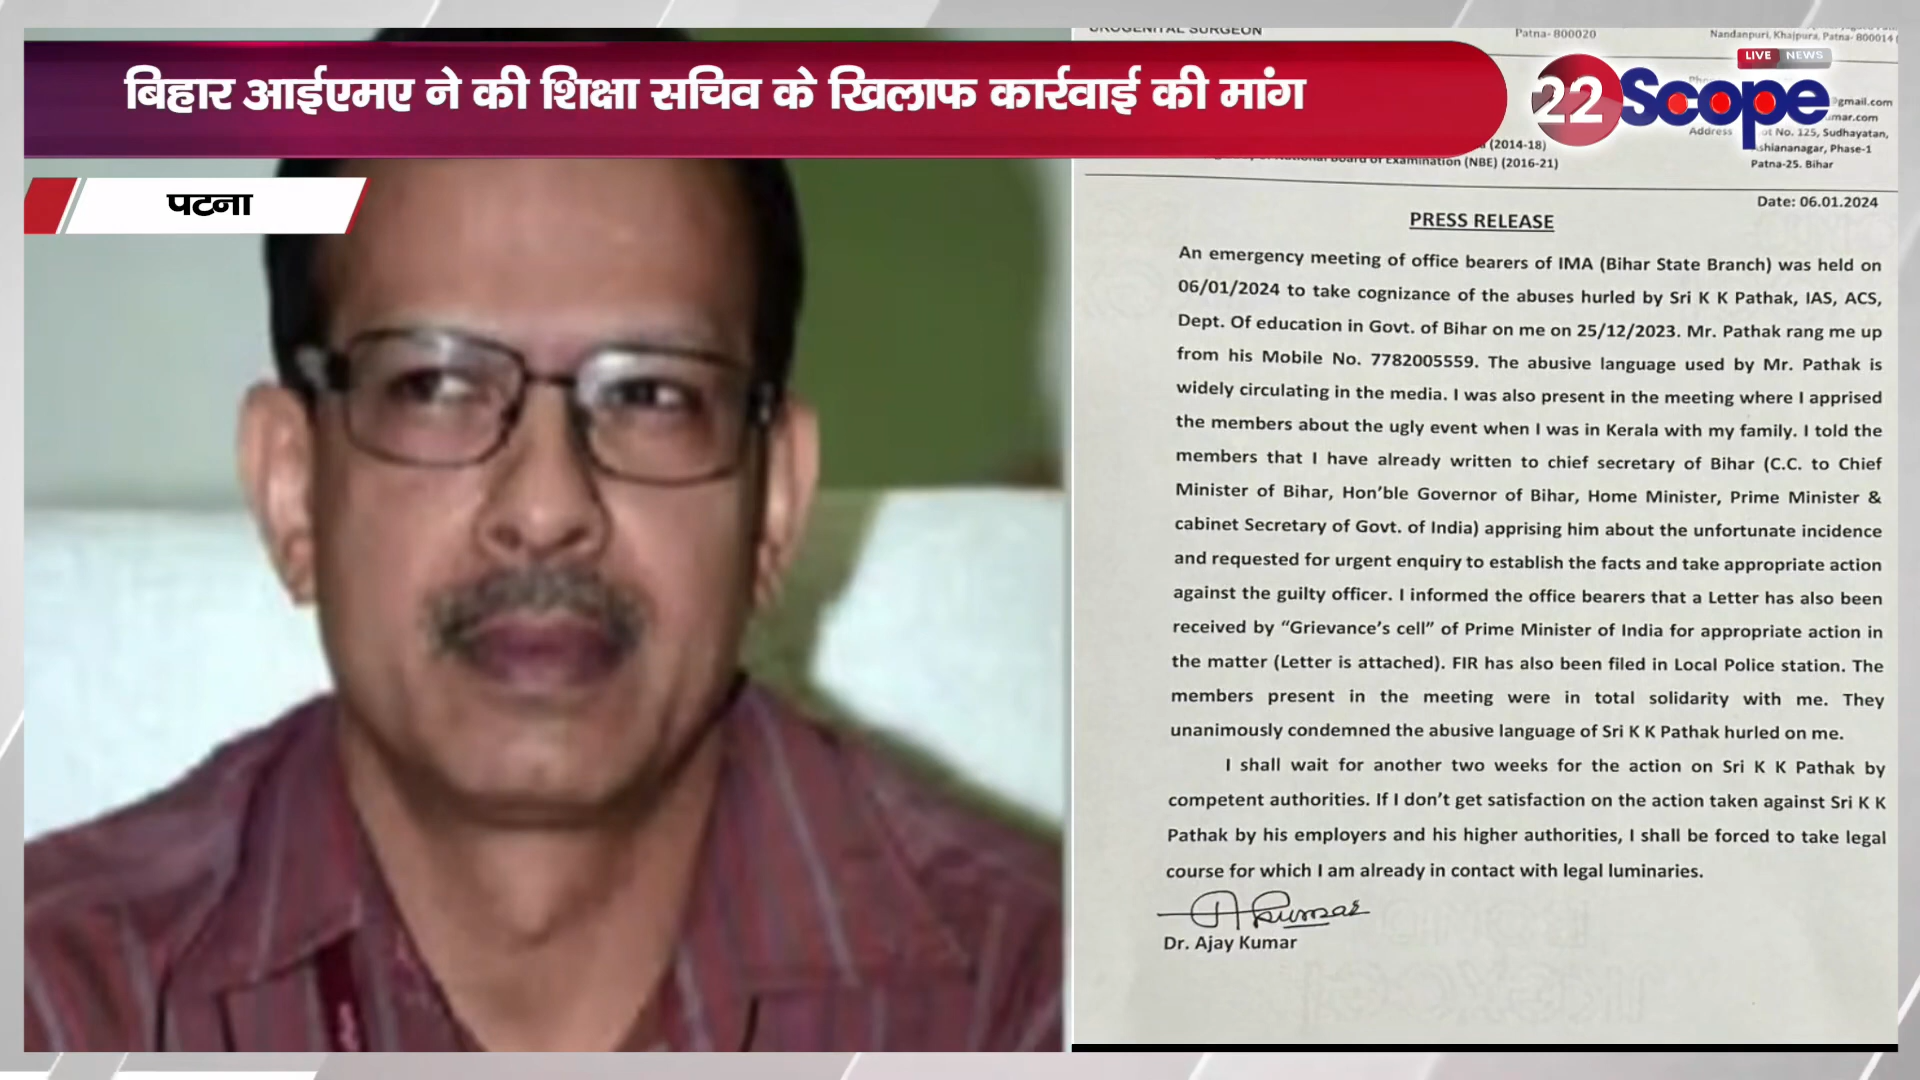 बिहार आईएमए ने की शिक्षा सचिव के खिलाफ कार्रवाई की मांग
LIVE NEWS
22Scope
पटना
UROGENITAL SURGEON
Patna- 800020
Nandanpuri, Khajpura, Patna- 800014
gmail.com
mar.com
Address No. 125, Sudhayatan,
(2014-18) shiananagar, Phase-1
Board of Examination (NBE) (2016-21) Patna-25. Bihar
Date: 06.01.2024
PRESS RELEASE
An emergency meeting of office bearers of IMA (Bihar State Branch) was held on
06/01/2024 to take cognizance of the abuses hurled by Sri K K Pathak, IAS, ACS,
Dept. Of education in Govt. of Bihar on me on 25/12/2023. Mr. Pathak rang me up
from his Mobile No. 7782005559. The abusive language used by Mr. Pathak is
widely circulating in the media. I was also present in the meeting where I apprised
the members about the ugly event when I was in Kerala with my family. I told the
members that I have already written to chief secretary of Bihar (C.C. to Chief
Minister of Bihar, Hon’ble Governor of Bihar, Home Minister, Prime Minister &
cabinet Secretary of Govt. of India) apprising him about the unfortunate incidence
and requested for urgent enquiry to establish the facts and take appropriate action
against the guilty officer. I informed the office bearers that a Letter has also been
received by “Grievance’s cell” of Prime Minister of India for appropriate action in
the matter (Letter is attached). FIR has also been filed in Local Police station. The
members present in the meeting were in total solidarity with me. They
unanimously condemned the abusive language of Sri K K Pathak hurled on me.
I shall wait for another two weeks for the action on Sri K K Pathak by
competent authorities. If I don’t get satisfaction on the action taken against Sri K K
Pathak by his employers and his higher authorities, I shall be forced to take legal
course for which I am already in contact with legal luminaries.
A Kumar
Dr. Ajay Kumar